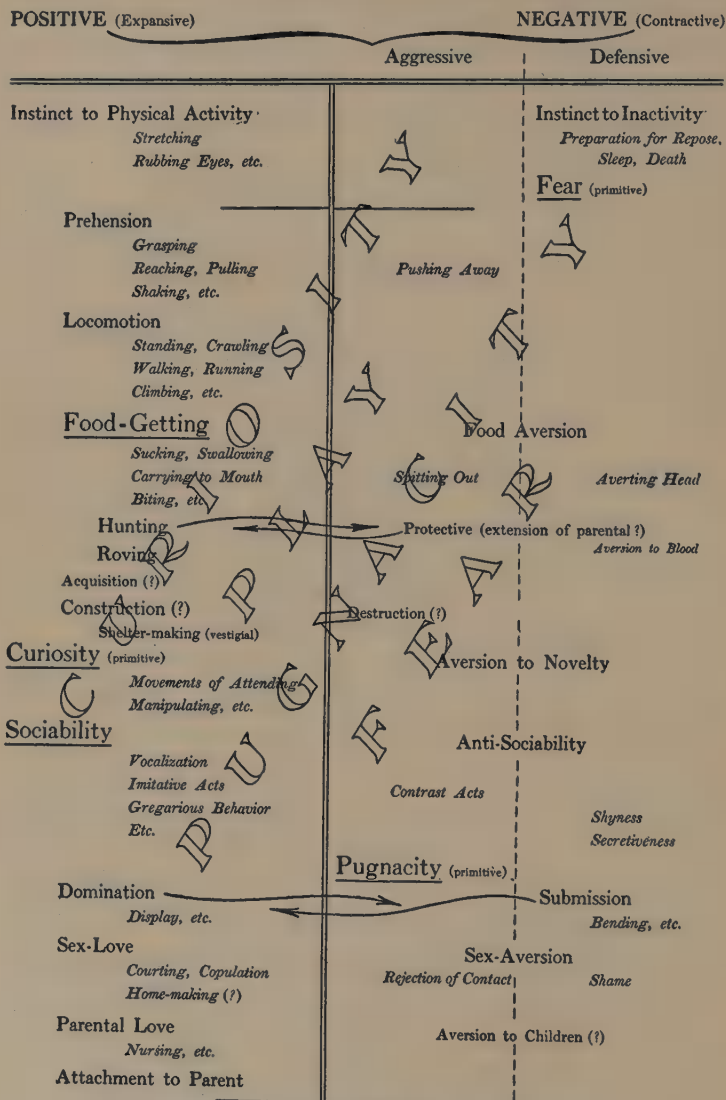 POSITIVE (Expansive) NEGATIVE (Contractive)
Aggressive Defensive
Instinct to Physical Activity Instinct to Inactivity
Stretching Preparation for Repose,
Rubbing Eyes, etc. Sleep, Death
Fear (primitive)
Prehension
Grasping
Reaching, Pulling Pushing Away
Shaking, etc.
Locomotion
Standing, Crawling
Walking, Running
Climbing, etc.
Food-Getting Food Aversion
Sucking, Swallowing
Carrying to Mouth Spitting Out Averting Head
Biting, etc.
Hunting Protective (extension of parental ?)
Roving Aversion to Blood
Acquisition (?)
Construction (?) Destruction (?)
Shelter-making (vestigial)
Curiosity (primitive) Aversion to Novelty
Movements of Attending
Manipulating, etc.
Sociability Anti-Sociability
Vocalization
Imitative Acts Contrast Acts
Gregarious Behavior
Etc. Shyness
Secretiveness
Pugnacity (primitive)
Domination Submission
Display, etc. Bending, etc.
Sex-Love Sex-Aversion
Courting, Copulation Rejection of Contact Shame
Home-making (?)
Parental Love Aversion to Children (?)
Nursing, etc.
Attachment to Parent
CURIOSITY
PLAY
PUGNACITY
FEAR